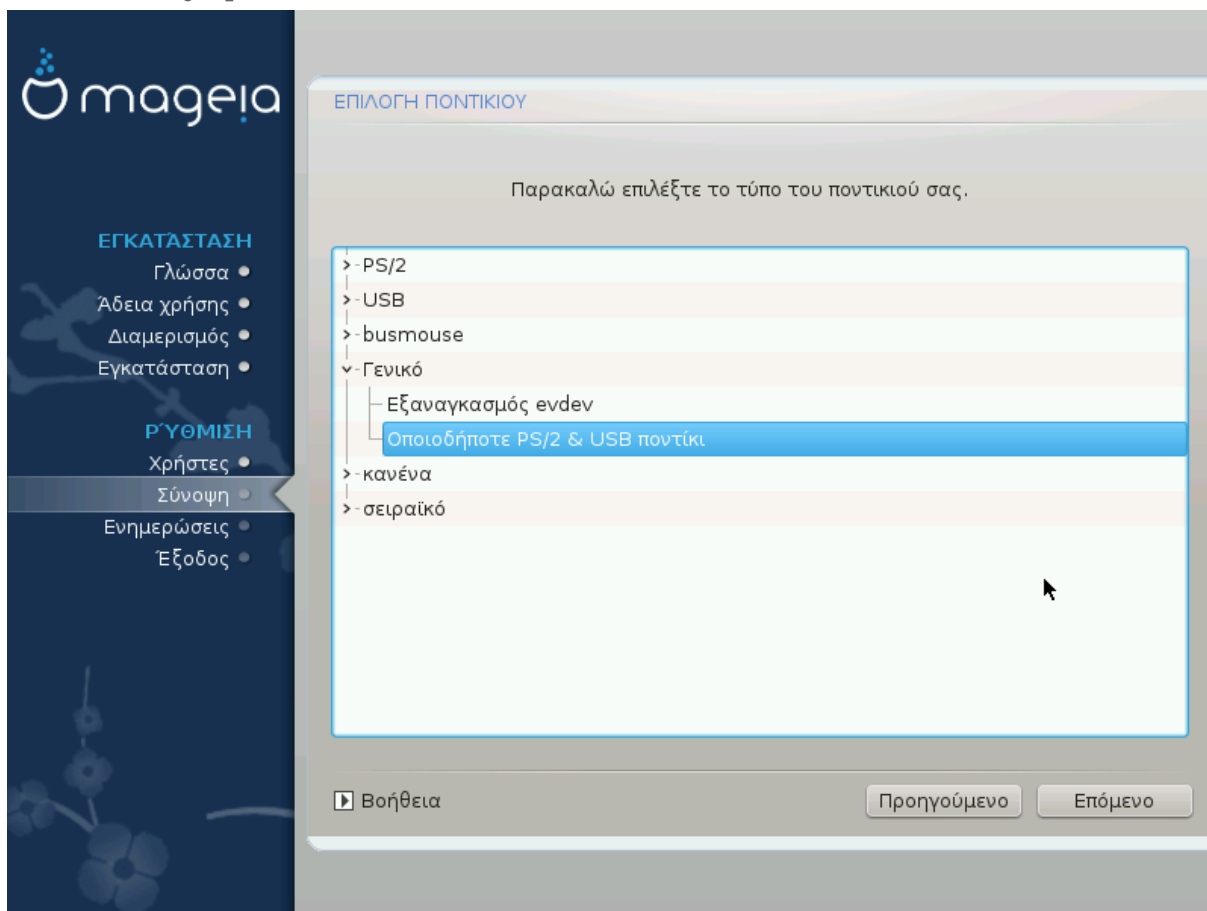 mageia
ΕΓΚΑΤΆΣΤΑΣΗ
Γλώσσα
Άδεια χρήσης
Διαμερισμός
Εγκατάσταση
ΡΎΘΜΙΣΗ
Χρήστες
Σύνοψη
Ενημερώσεις
Έξοδος
ΕΠΙΛΟΓΗ ΠΟΝΤΙΚΙΟΥ
Παρακαλώ επιλέξτε το τύπο του ποντικιού σας.
PS/2
USB
busmouse
Γενικό
Εξαναγκασμός evdev
Οποιοδήποτε PS/2 & USB ποντίκι
κανένα
σειραϊκό
Βοήθεια
Προηγούμενο
Επόμενο